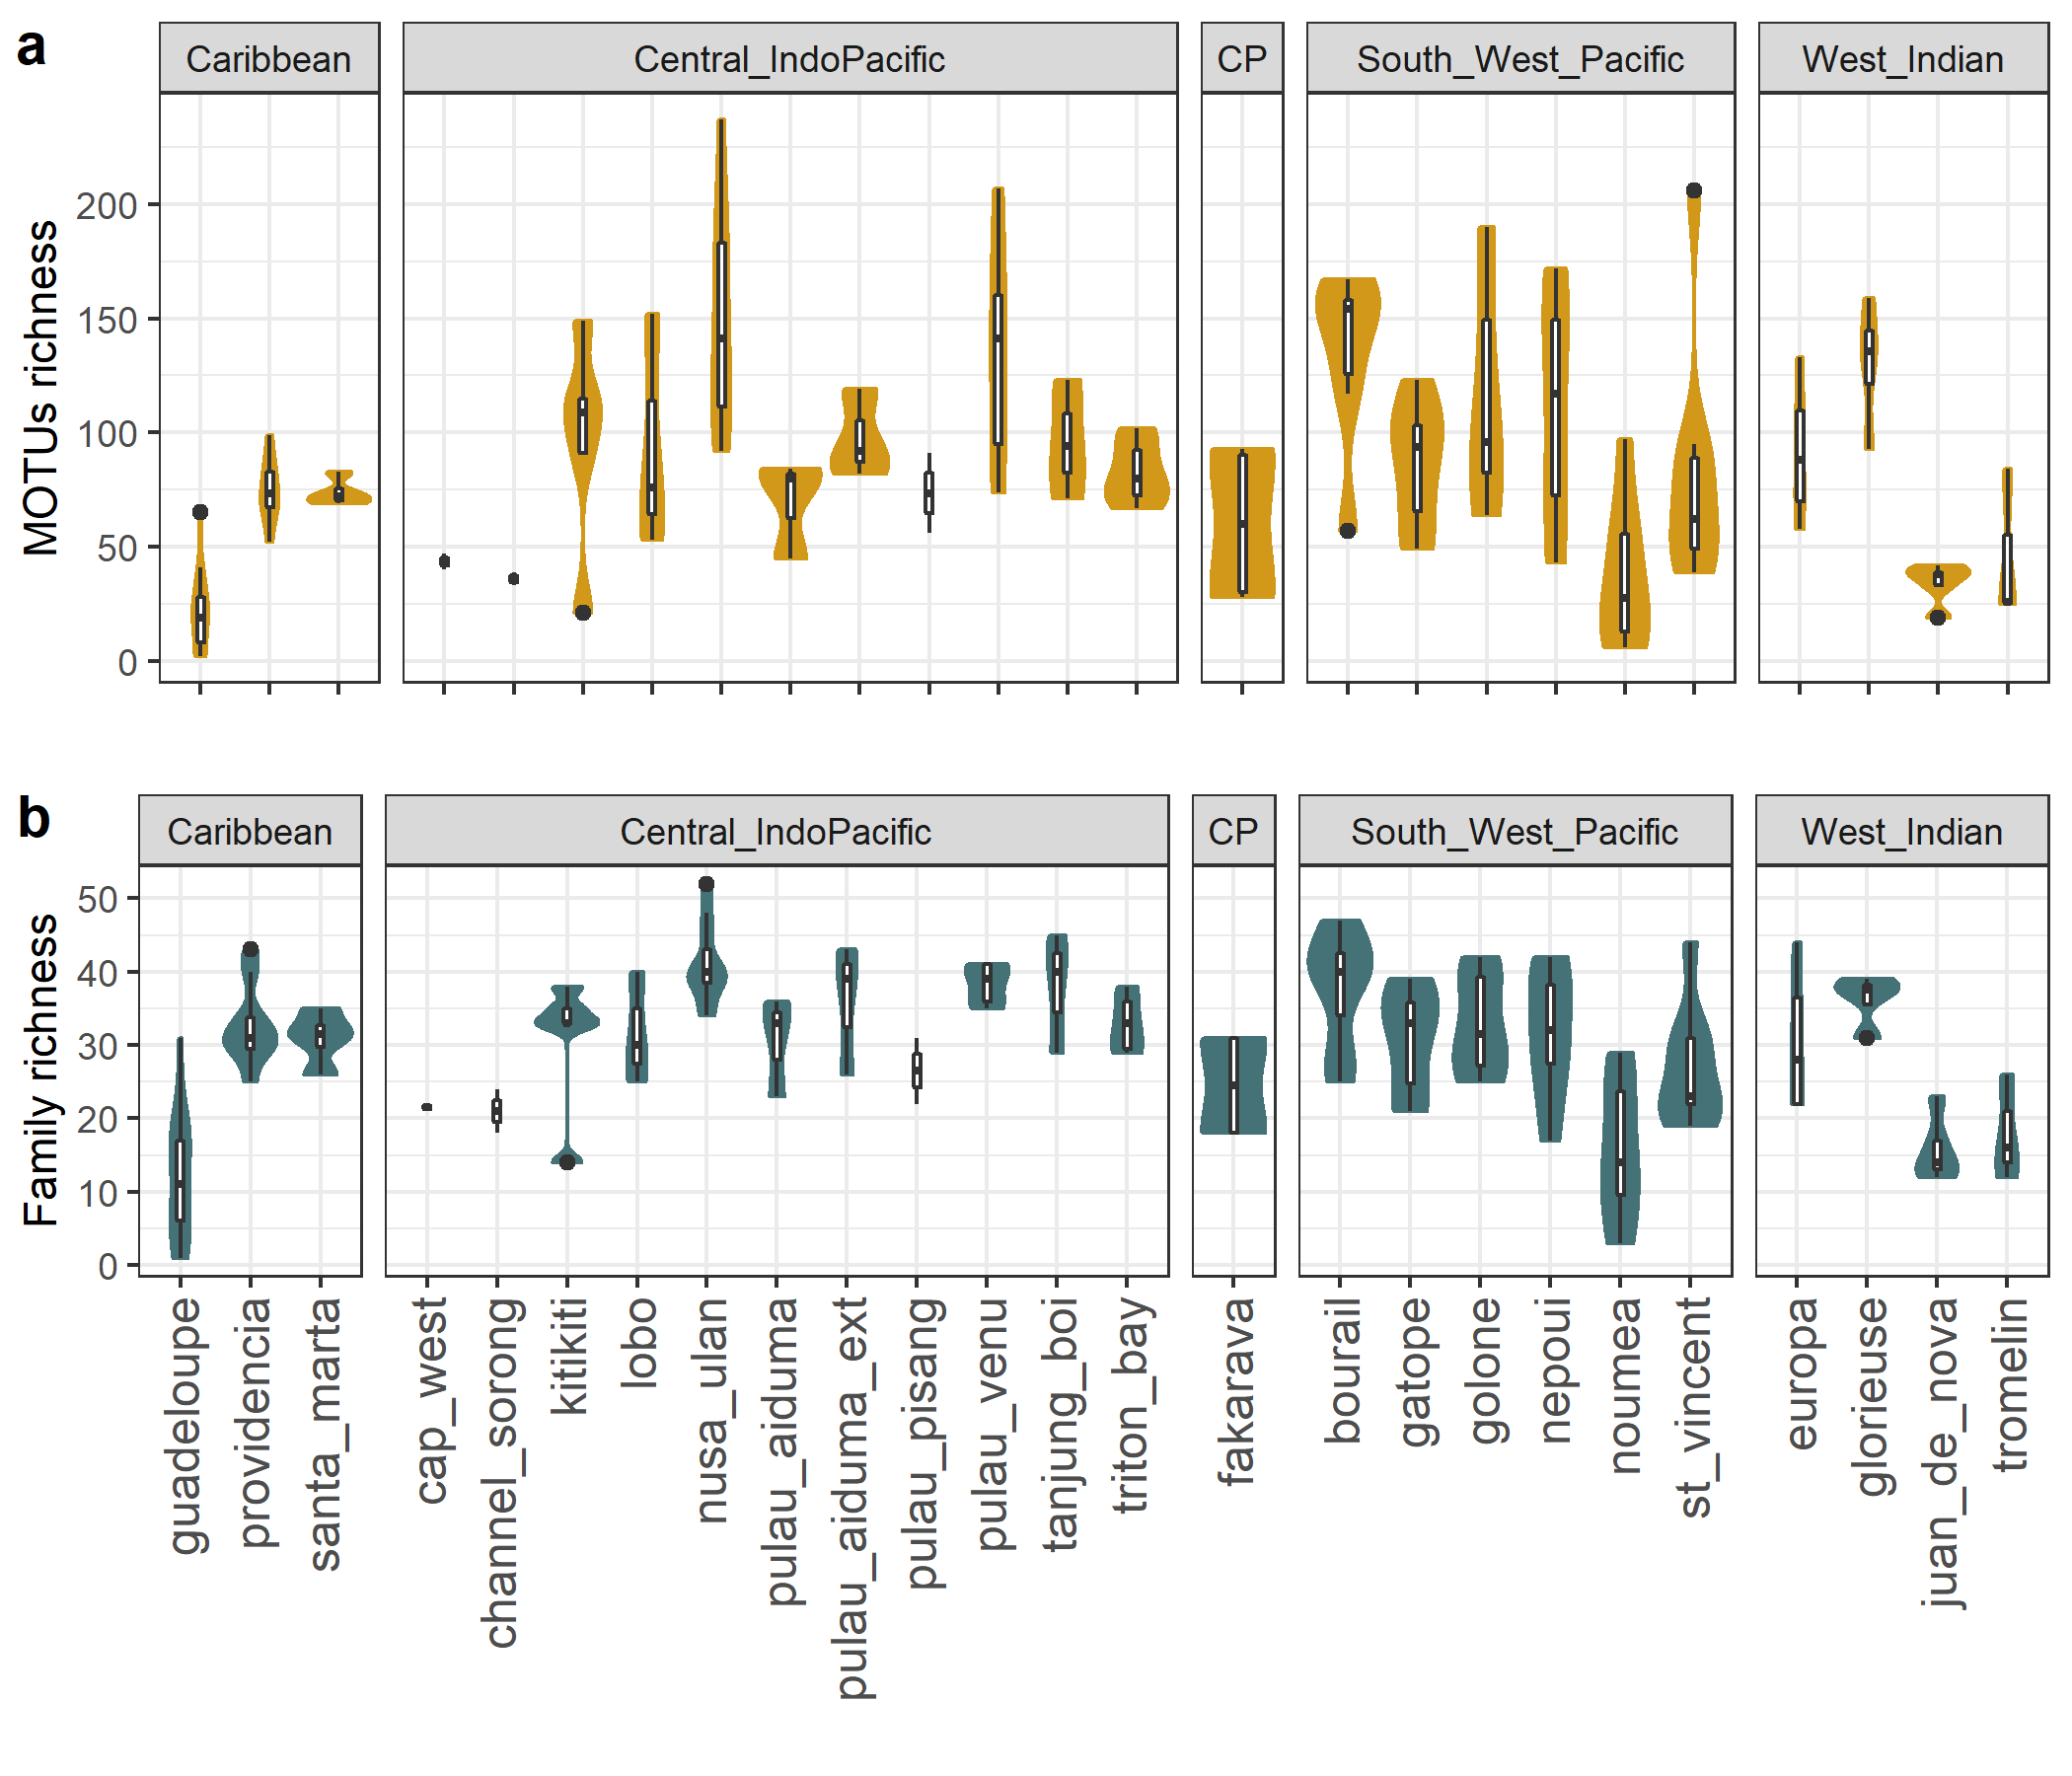 a
Caribbean
Central_IndoPacific
CP
South_West_Pacific
West_Indian
MOTUs richness
200
150
100
50
0
b
Caribbean
Central_IndoPacific
CP
South_West_Pacific
West_Indian
Family richness
50
40
30
20
10
0
guadeloupe
providencia
santa_marta
cap_west
channel_sorong
kitikiti
lobo
nusa_ulan
pulau_aiduma
pulau_aiduma_ext
pulau_pisang
pulau_venu
tanjung_boi
triton_bay
fakarava
bourail
gatope
golone
nepoui
noumea
st_vincent
europa
glorieuse
juan_de_nova
tromelin